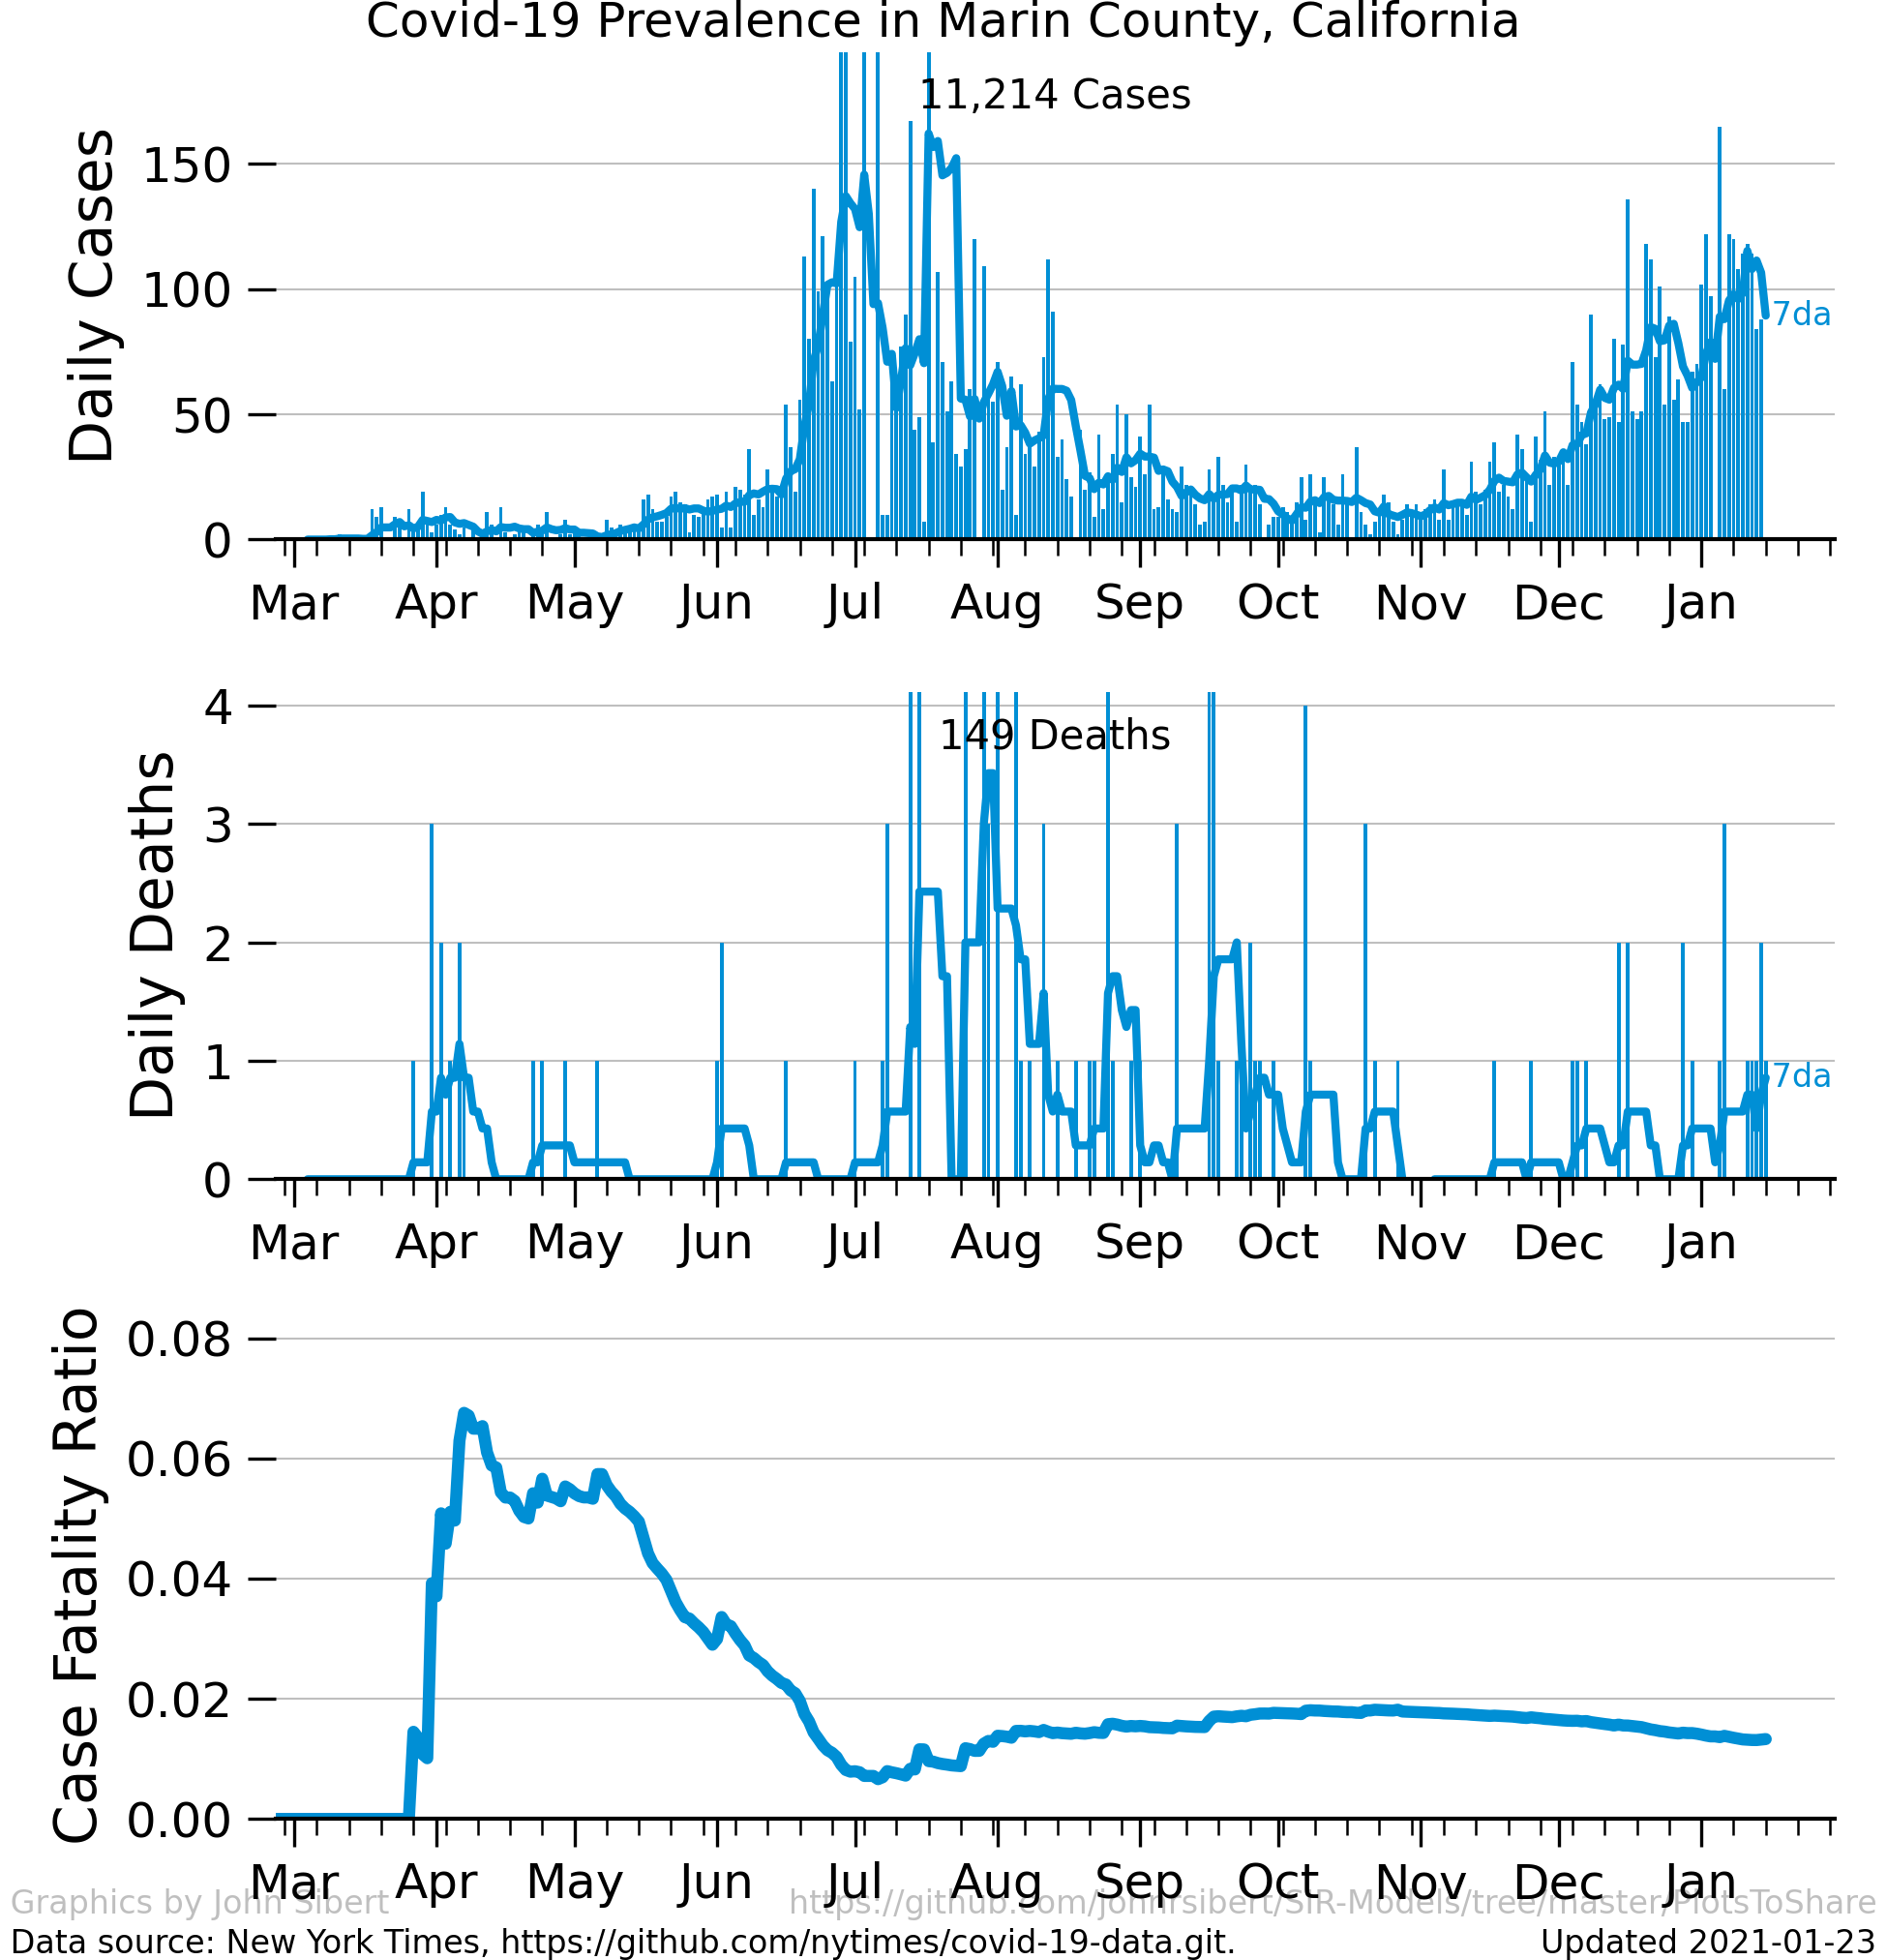 Covid-19 Prevalence in Marin County, California
11,214 Cases
Daily Cases
150
100
50
0
7da
Mar Apr May Jun Jul Aug Sep Oct Nov Dec Jan
149 Deaths
Daily Deaths
4
3
2
1
0
7da
Mar Apr May Jun Jul Aug Sep Oct Nov Dec Jan
Case Fatality Ratio
0.08
0.06
0.04
0.02
0.00
Mar Apr May Jun Jul Aug Sep Oct Nov Dec Jan
Graphics by John Sibert https://github.com/johnrsibert/SIR-Models/tree/master/PlotsToShare
Data source: New York Times, https://github.com/nytimes/covid-19-data.git. Updated 2021-01-23